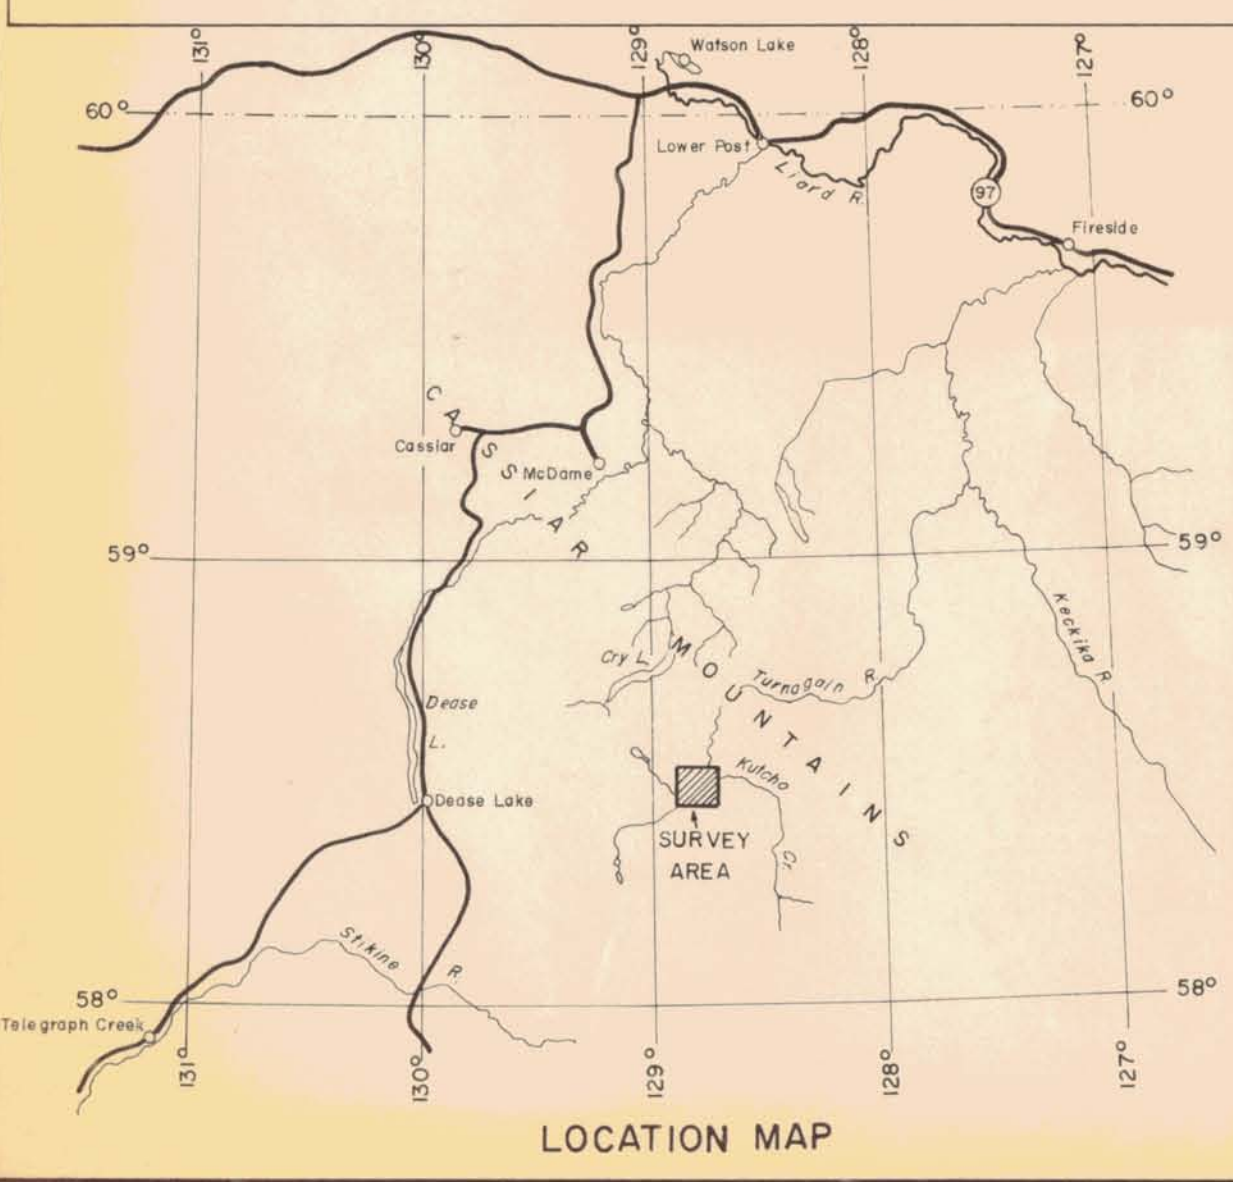 131°
130°
129°
128°
127°
Watson Lake
60°
60°
Lower Post
Liard R.
97
Fireside
CASSIAR
Cassiar
McDame
59°
59°
Keckika R.
Cry L.
MOUNTAINS
Turnagain R.
Dease
L.
Kutcho
Cr.
Dease Lake
SURVEY
AREA
Stikine R.
58°
58°
Telegraph Creek
131°
130°
129°
128°
127°
LOCATION MAP